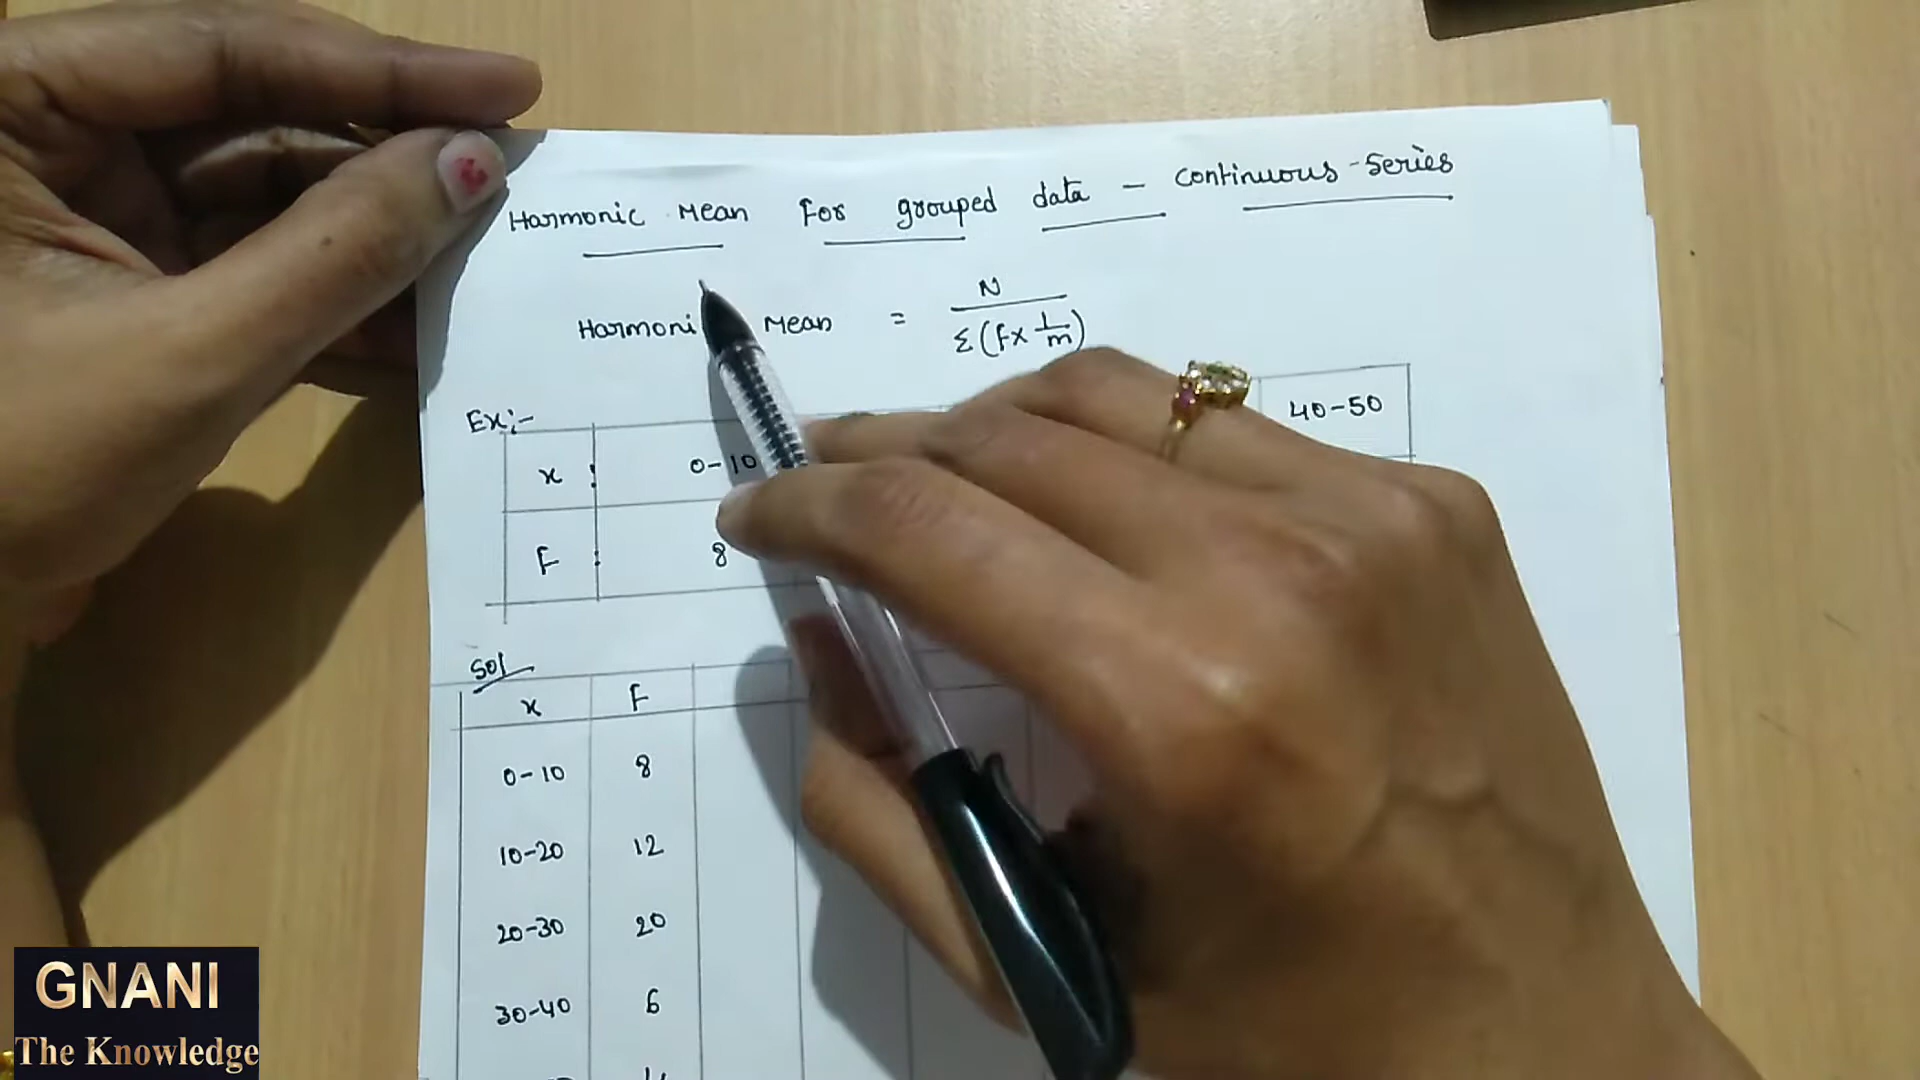 Harmonic Mean For grouped data - continuous-series
Harmoni Mean = N / Σ(F× 1/m)
Ex:-
x : 0-10 40-50
F : 8
Sol
x F
0-10 8
10-20 12
20-30 20
30-40 6
GNANI
The Knowledge